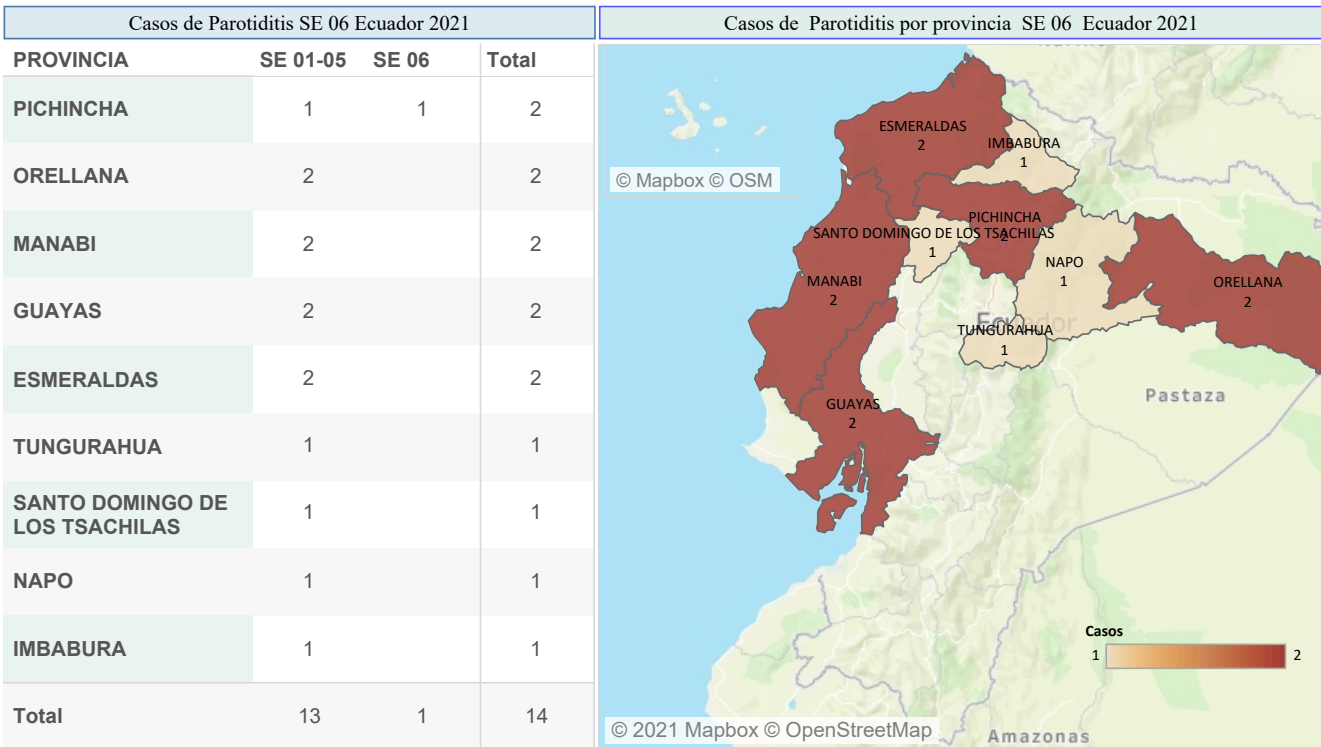 Casos de Parotiditis SE 06 Ecuador 2021
PROVINCIA SE 01-05 SE 06 Total
PICHINCHA 1 1 2
ORELLANA 2 2
MANABI 2 2
GUAYAS 2 2
ESMERALDAS 2 2
TUNGURAHUA 1 1
SANTO DOMINGO DE
LOS TSACHILAS 1 1
NAPO 1 1
IMBABURA 1 1
Total 13 1 14
Casos de Parotiditis por provincia SE 06 Ecuador 2021
© Mapbox © OSM
ESMERALDAS
2
IMBABURA
1
PICHINCHA
2
SANTO DOMINGO DE LOS TSACHILAS
1
NAPO
1
MANABI
2
ORELLANA
2
Ecuador
TUNGURAHUA
1
Pastaza
GUAYAS
2
Casos
1 2
© 2021 Mapbox © OpenStreetMap
Amazonas